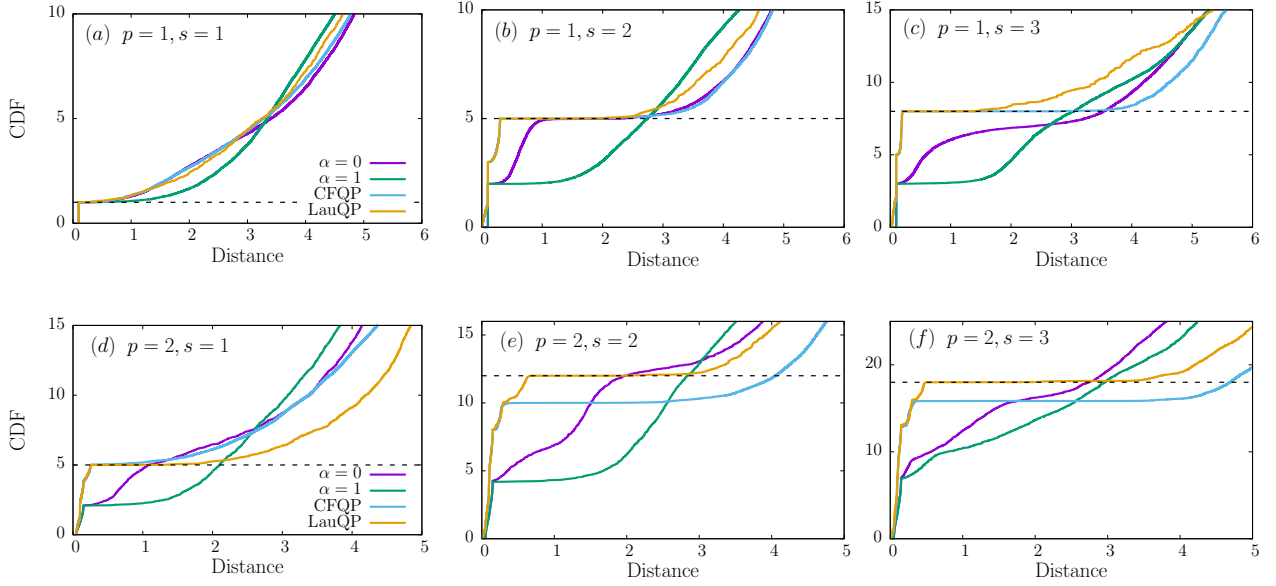 (a) p = 1, s = 1
10
5
0
CDF
α = 0
α = 1
CFQP
LauQP
0 1 2 3 4 5 6
Distance
(b) p = 1, s = 2
10
5
0
0 1 2 3 4 5 6
Distance
(c) p = 1, s = 3
15
10
5
0
0 1 2 3 4 5 6
Distance
(d) p = 2, s = 1
15
10
5
0
CDF
α = 0
α = 1
CFQP
LauQP
0 1 2 3 4 5
Distance
(e) p = 2, s = 2
15
10
5
0
0 1 2 3 4 5
Distance
(f) p = 2, s = 3
20
10
0
0 1 2 3 4 5
Distance